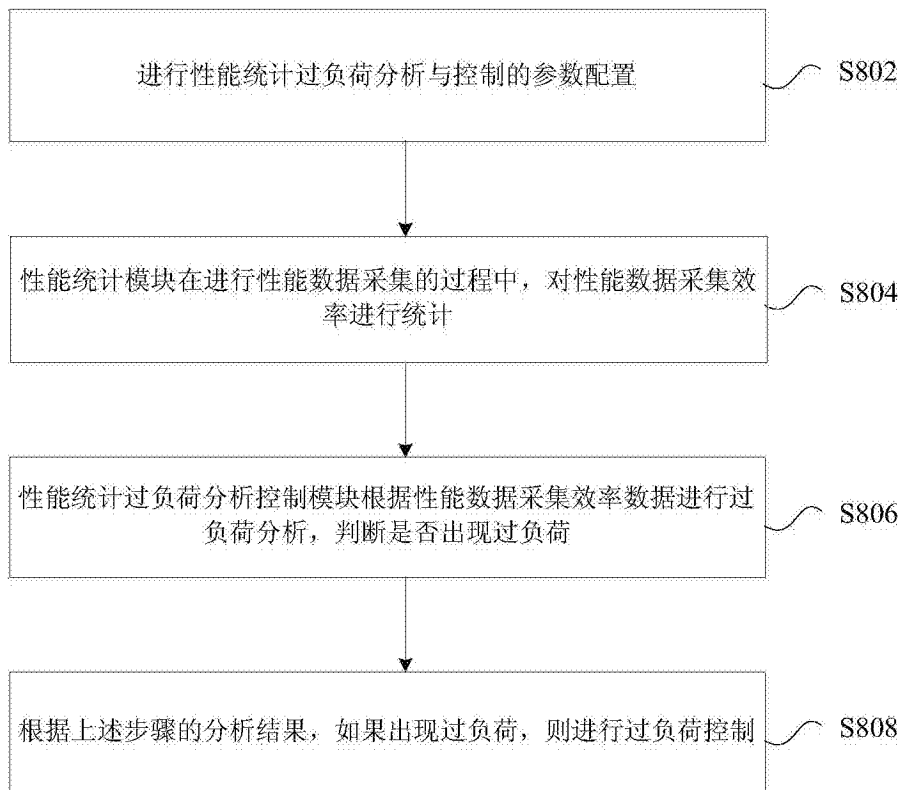 进行性能统计过负荷分析与控制的参数配置
S802
性能统计模块在进行性能数据采集的过程中，对性能数据采集效
率进行统计
S804
性能统计过负荷分析控制模块根据性能数据采集效率数据进行过
负荷分析，判断是否出现过负荷
S806
根据上述步骤的分析结果，如果出现过负荷，则进行过负荷控制
S808